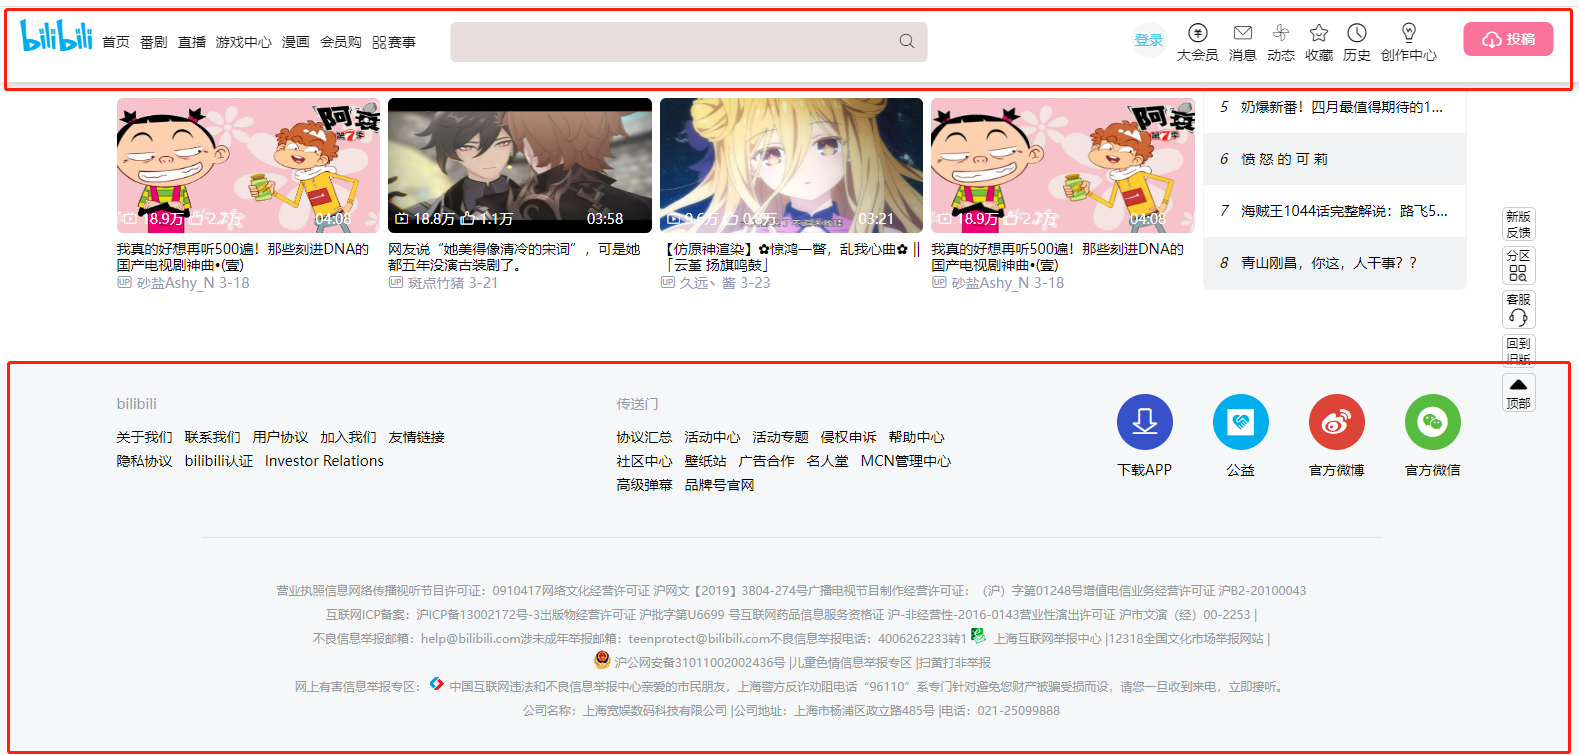 bilibili 首页 番剧 直播 游戏中心 漫画 会员购 赛事 登录 大会员 消息 动态 收藏 历史 创作中心 投稿
阿衰
第7季
18.9万 2.7万 04:08
18.8万 1.1万 03:58
9.6万 0.8万 03:21
阿衰
第7季
18.9万 2.7万 04:08
我真的好想再听500遍！那些刻进DNA的
国产电视剧神曲•(壹)
UP 砂盐Ashy_N 3-18
网友说“她美得像清冷的宋词”，可是她
都五年没演古装剧了。
UP 斑点竹猪 3-21
【仿原神渲染】✿惊鸿一瞥，乱我心曲✿ ||
「云堇 扬旗鸣鼓」
UP 久远丶酱 3-23
我真的好想再听500遍！那些刻进DNA的
国产电视剧神曲•(壹)
UP 砂盐Ashy_N 3-18
5 奶爆新番！四月最值得期待的1...
6 愤 怒 的 可 莉
7 海贼王1044话完整解说：路飞5...
8 青山刚昌，你这，人干事？？
新版
反馈
分区
客服
回到
旧版
顶部
bilibili
关于我们 联系我们 用户协议 加入我们 友情链接
隐私协议 bilibili认证 Investor Relations
传送门
协议汇总 活动中心 活动专题 侵权申诉 帮助中心
社区中心 壁纸站 广告合作 名人堂 MCN管理中心
高级弹幕 品牌号官网
下载APP 公益 官方微博 官方微信
营业执照信息网络传播视听节目许可证：0910417网络文化经营许可证 沪网文【2019】3804-274号广播电视节目制作经营许可证：（沪）字第01248号增值电信业务经营许可证 沪B2-20100043
互联网ICP备案：沪ICP备13002172号-3出版物经营许可证 沪批字第U6699 号互联网药品信息服务资格证 沪-非经营性-2016-0143营业性演出许可证 沪市文演（经）00-2253 |
不良信息举报邮箱：help@bilibili.com涉未成年举报邮箱：teenprotect@bilibili.com不良信息举报电话：4006262233转1 上海互联网举报中心 |12318全国文化市场举报网站 |
沪公网安备31011002002436号 |儿童色情信息举报专区 |扫黄打非举报
网上有害信息举报专区： 中国互联网违法和不良信息举报中心亲爱的市民朋友，上海警方反诈劝阻电话“96110”系专门针对避免您财产被骗受损而设，请您一旦收到来电，立即接听。
公司名称：上海宽娱数码科技有限公司 |公司地址：上海市杨浦区政立路485号 |电话：021-25099888